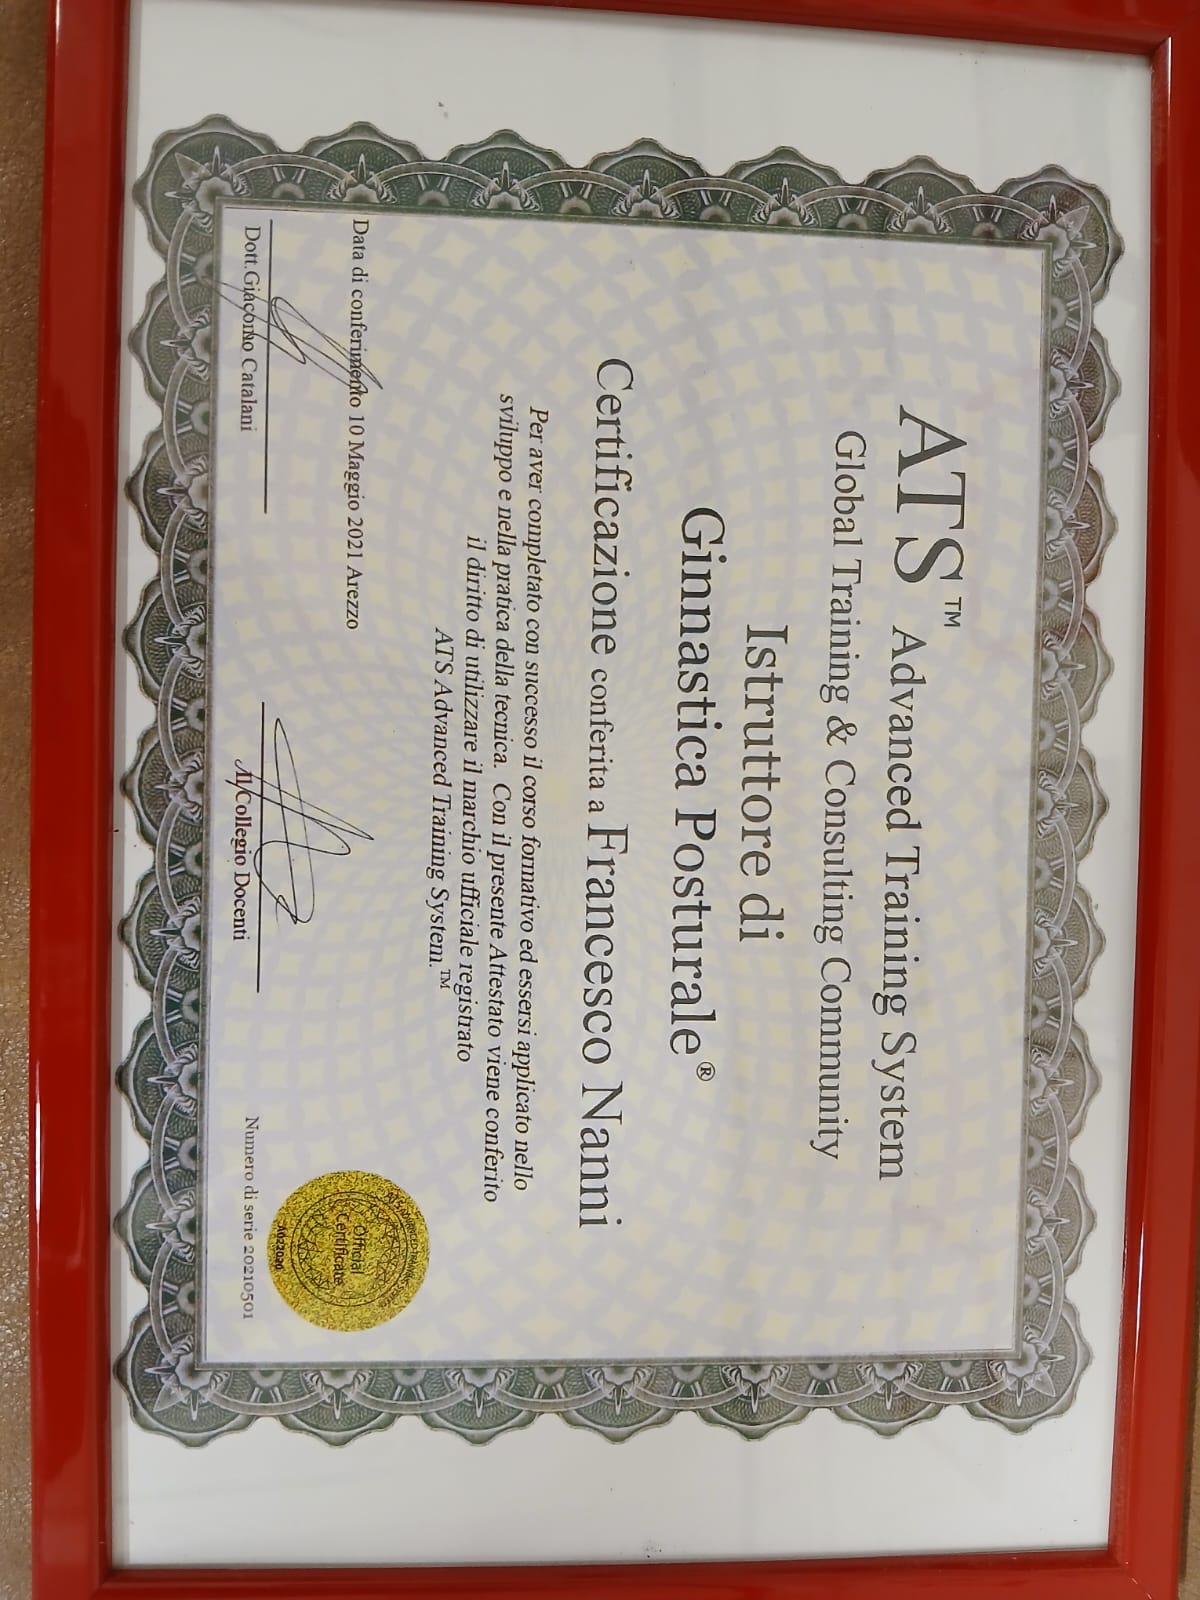 ATS™ Advanced Training System
Global Training & Consulting Community
Istruttore di
Ginnastica Posturale®
Certificazione conferita a Francesco Nanni
Per aver completato con successo il corso formativo ed essersi applicato nello
sviluppo e nella pratica della tecnica. Con il presente Attestato viene conferito
il diritto di utilizzare il marchio ufficiale registrato
ATS Advanced Training System.™
Data di conferimento 10 Maggio 2021 Arezzo
Dott.Giacomo Catalani
Il Collegio Docenti
Official
Certificate
Numero di serie 20210501